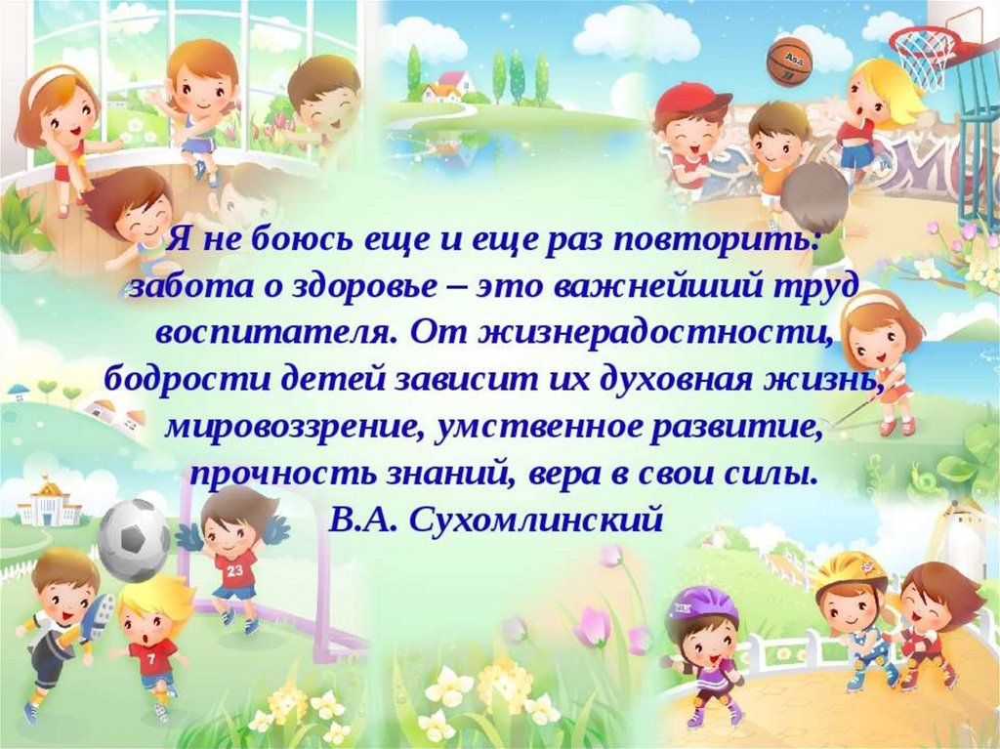 Я не боюсь еще и еще раз повторить:
забота о здоровье – это важнейший труд
воспитателя. От жизнерадостности,
бодрости детей зависит их духовная жизнь,
мировоззрение, умственное развитие,
прочность знаний, вера в свои силы.
В.А. Сухомлинский
23
7